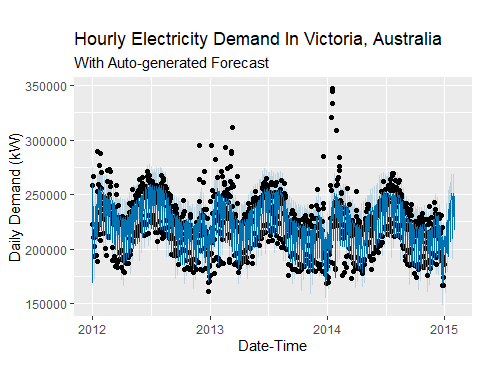 Hourly Electricity Demand In Victoria, Australia
With Auto-generated Forecast
350000
300000
250000
200000
150000
Daily Demand (kW)
2012
2013
2014
2015
Date-Time